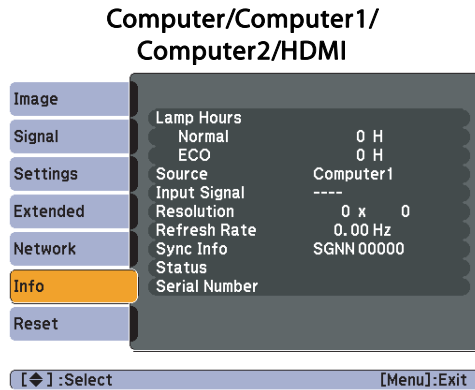 Computer/Computer1/
Computer2/HDMI
Image
Signal
Settings
Extended
Network
Info
Reset
Lamp Hours
Normal 0 H
ECO 0 H
Source Computer1
Input Signal ----
Resolution 0 x 0
Refresh Rate 0.00 Hz
Sync Info SGNN 00000
Status
Serial Number
[◆] :Select [Menu]:Exit